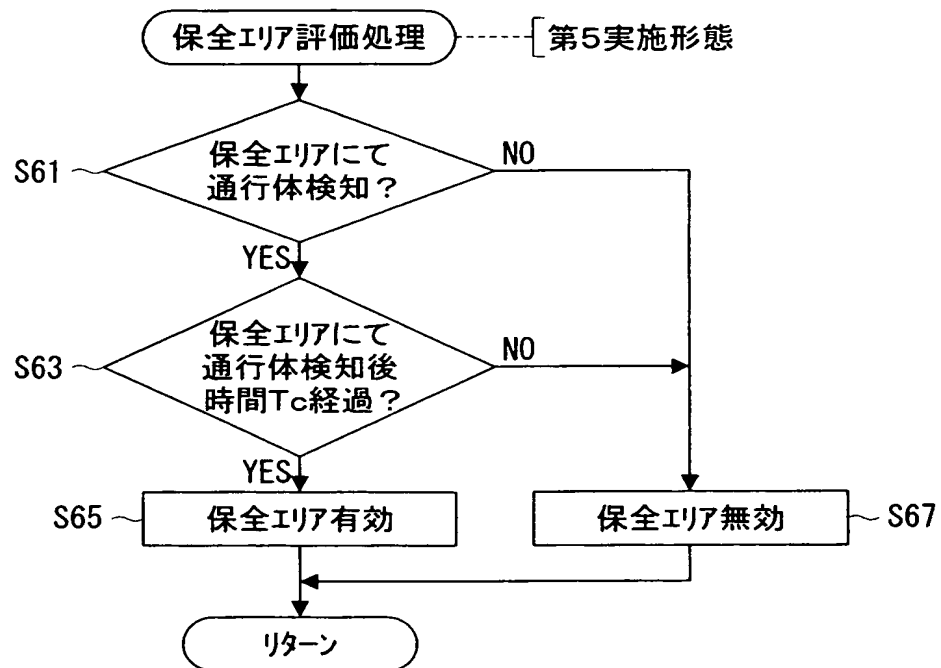 保全エリア評価処理
第5実施形態
S61
保全エリアにて
通行体検知？
NO
YES
S63
保全エリアにて
通行体検知後
時間Tc経過？
NO
YES
S65
保全エリア有効
保全エリア無効
S67
リターン